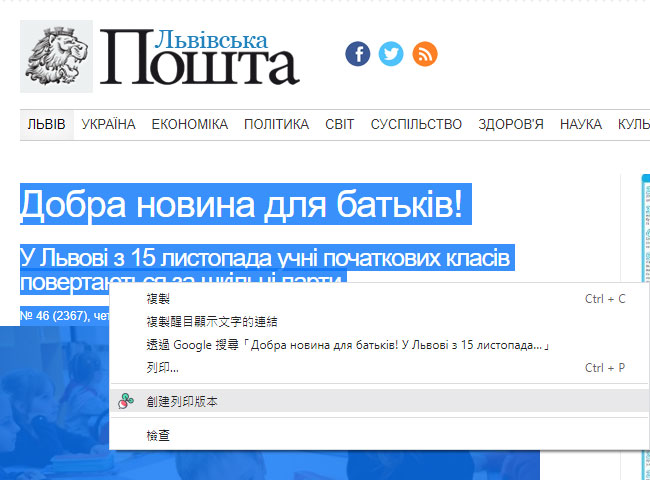 Львівська
Пошта
ЛЬВІВ УКРАЇНА ЕКОНОМІКА ПОЛІТИКА СВІТ СУСПІЛЬСТВО ЗДОРОВ'Я НАУКА КУЛЬ
Добра новина для батьків!
У Львові з 15 листопада учні початкових класів
повертаються за шкільні парти
№ 46 (2367), чет
複製 Ctrl + C
複製醒目顯示文字的連結
透過 Google 搜尋「Добра новина для батьків! У Львові з 15 листопада...」
列印... Ctrl + P
創建列印版本
檢查